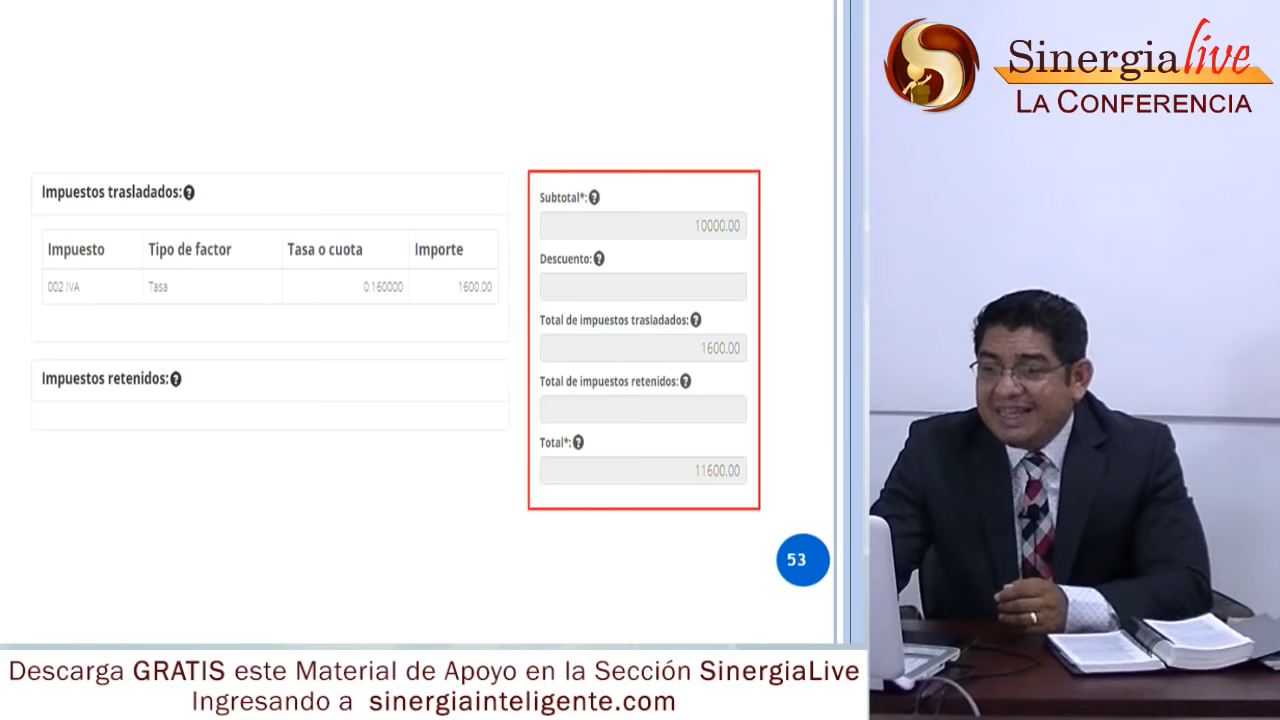 Sinergialive
LA CONFERENCIA
Impuestos trasladados:
Impuesto Tipo de factor Tasa o cuota Importe
002 IVA Tasa 0.160000 1600.00
Impuestos retenidos:
Subtotal*:
10000.00
Descuento:
Total de impuestos trasladados:
1600.00
Total de impuestos retenidos:
Total*:
11600.00
53
Descarga GRATIS este Material de Apoyo en la Sección SinergiaLive
Ingresando a sinergiainteligente.com